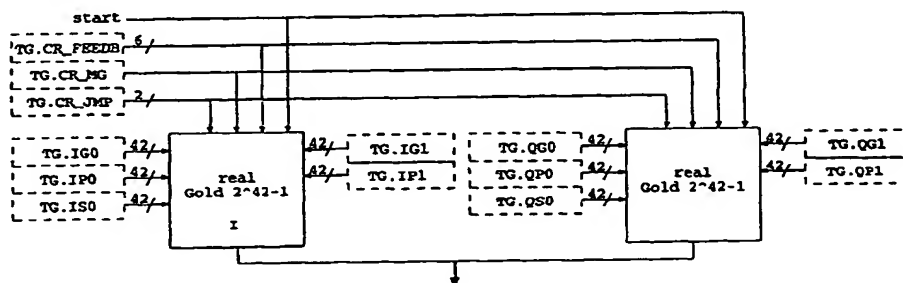 start
TG.CR_FEEDB 6
TG.CR_MG
TG.CR_JMP 2
TG.IG0 42
TG.IP0 42
TG.IS0 42
real
Gold 2^42-1
I
42 TG.IG1
42 TG.IP1
TG.QG0 42
TG.QP0 42
TG.QS0 42
real
Gold 2^42-1
42 TG.QG1
42 TG.QP1